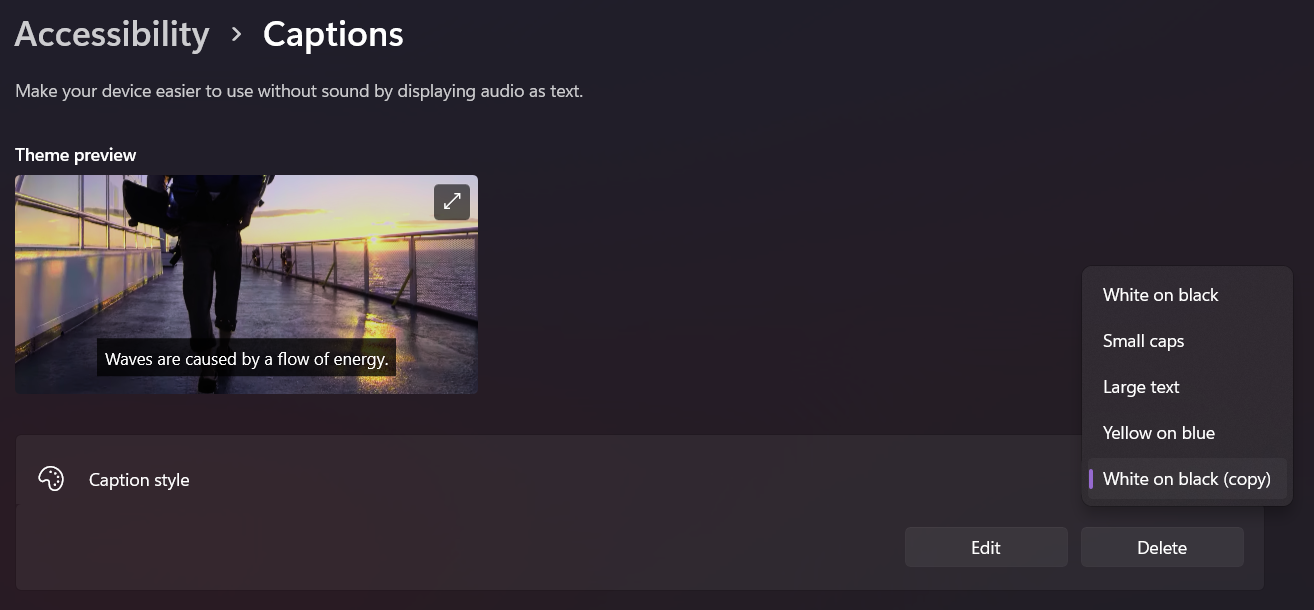 Accessibility > Captions
Make your device easier to use without sound by displaying audio as text.
Theme preview
Waves are caused by a flow of energy.
White on black
Small caps
Large text
Yellow on blue
White on black (copy)
Caption style
Edit
Delete